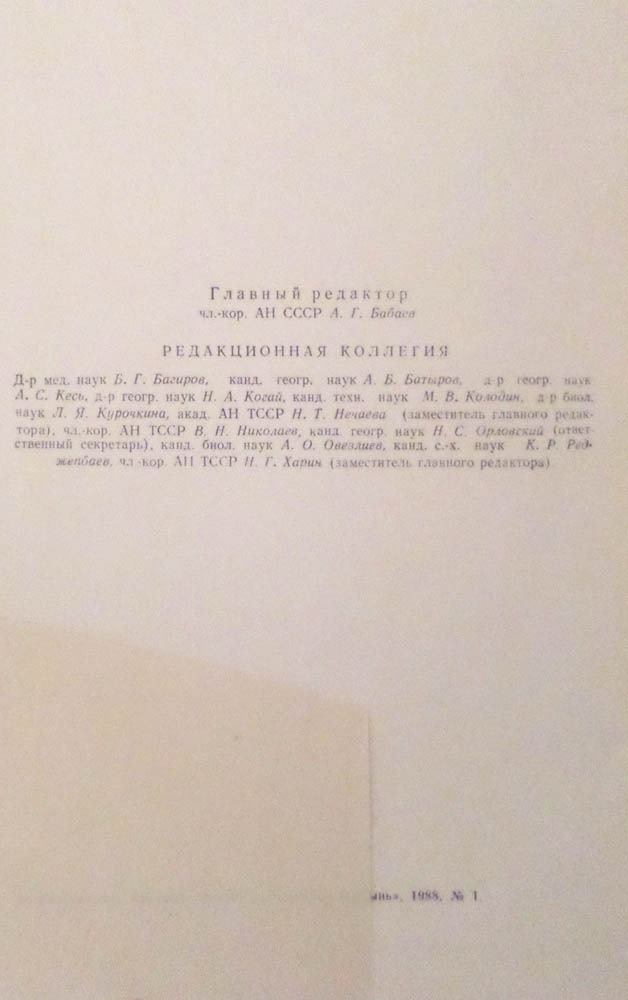 Главный редактор
чл.-кор. АН СССР А. Г. Бабаев
РЕДАКЦИОННАЯ КОЛЛЕГИЯ
Д-р мед. наук Б. Г. Багиров, канд. геогр. наук А. Б. Батыров, д-р геогр. наук
А. С. Кесь, д-р геогр. наук Н. А. Когай, канд. техн. наук М. В. Колодин, д-р биол.
наук Л. Я. Курочкина, акад. АН ТССР Н. Т. Нечаева (заместитель главного редак-
тора), чл.-кор. АН ТССР В. Н. Николаев, канд. геогр. наук Н. С. Орловский (ответ-
ственный секретарь), канд. биол. наук А. О. Овезлиев, канд. с.-х. наук К. Р. Ред-
жепбаев, чл.-кор. АН ТССР Н. Г. Харин (заместитель главного редактора)
ынь», 1988, № 1